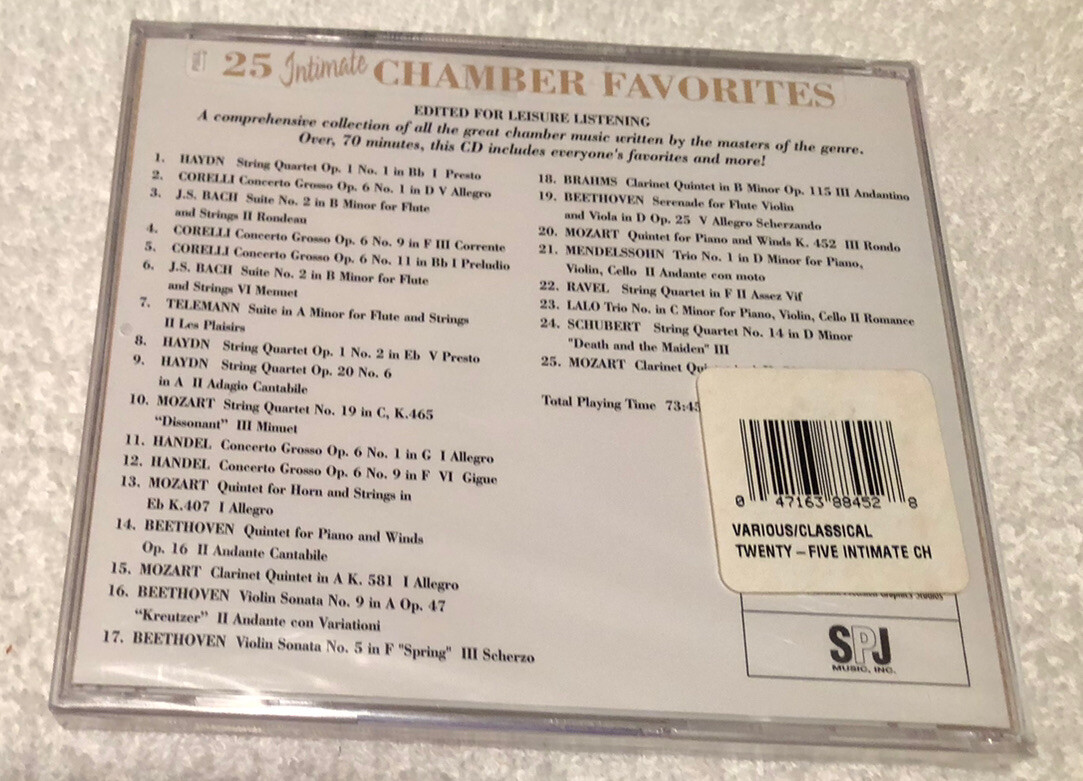 25 Intimate CHAMBER FAVORITES
EDITED FOR LEISURE LISTENING
A comprehensive collection of all the great chamber music written by the masters of the genre.
Over, 70 minutes, this CD includes everyone's favorites and more!
1. HAYDN String Quartet Op. 1 No. 1 in Bb I Presto
2. CORELLI Concerto Grosso Op. 6 No. 1 in D V Allegro
3. J.S. BACH Suite No. 2 in B Minor for Flute
and Strings II Rondeau
4. CORELLI Concerto Grosso Op. 6 No. 9 in F III Corrente
5. CORELLI Concerto Grosso Op. 6 No. 11 in Bb I Preludio
6. J.S. BACH Suite No. 2 in B Minor for Flute
and Strings VI Menuet
7. TELEMANN Suite in A Minor for Flute and Strings
II Les Plaisirs
8. HAYDN String Quartet Op. 1 No. 2 in Eb V Presto
9. HAYDN String Quartet Op. 20 No. 6
in A II Adagio Cantabile
10. MOZART String Quartet No. 19 in C, K.465
“Dissonant” III Minuet
11. HANDEL Concerto Grosso Op. 6 No. 1 in G I Allegro
12. HANDEL Concerto Grosso Op. 6 No. 9 in F VI Gigue
13. MOZART Quintet for Horn and Strings in
Eb K.407 I Allegro
14. BEETHOVEN Quintet for Piano and Winds
Op. 16 II Andante Cantabile
15. MOZART Clarinet Quintet in A K. 581 I Allegro
16. BEETHOVEN Violin Sonata No. 9 in A Op. 47
“Kreutzer” II Andante con Variationi
17. BEETHOVEN Violin Sonata No. 5 in F "Spring" III Scherzo
18. BRAHMS Clarinet Quintet in B Minor Op. 115 III Andantino
19. BEETHOVEN Serenade for Flute Violin
and Viola in D Op. 25 V Allegro Scherzando
20. MOZART Quintet for Piano and Winds K. 452 III Rondo
21. MENDELSSOHN Trio No. 1 in D Minor for Piano,
Violin, Cello II Andante con moto
22. RAVEL String Quartet in F II Assez Vif
23. LALO Trio No. in C Minor for Piano, Violin, Cello II Romance
24. SCHUBERT String Quartet No. 14 in D Minor
"Death and the Maiden" III
25. MOZART Clarinet
Total Playing Time 73:45
0 47163 88452 8
VARIOUS/CLASSICAL
TWENTY – FIVE INTIMATE CH
SPJ
MUSIC, INC.